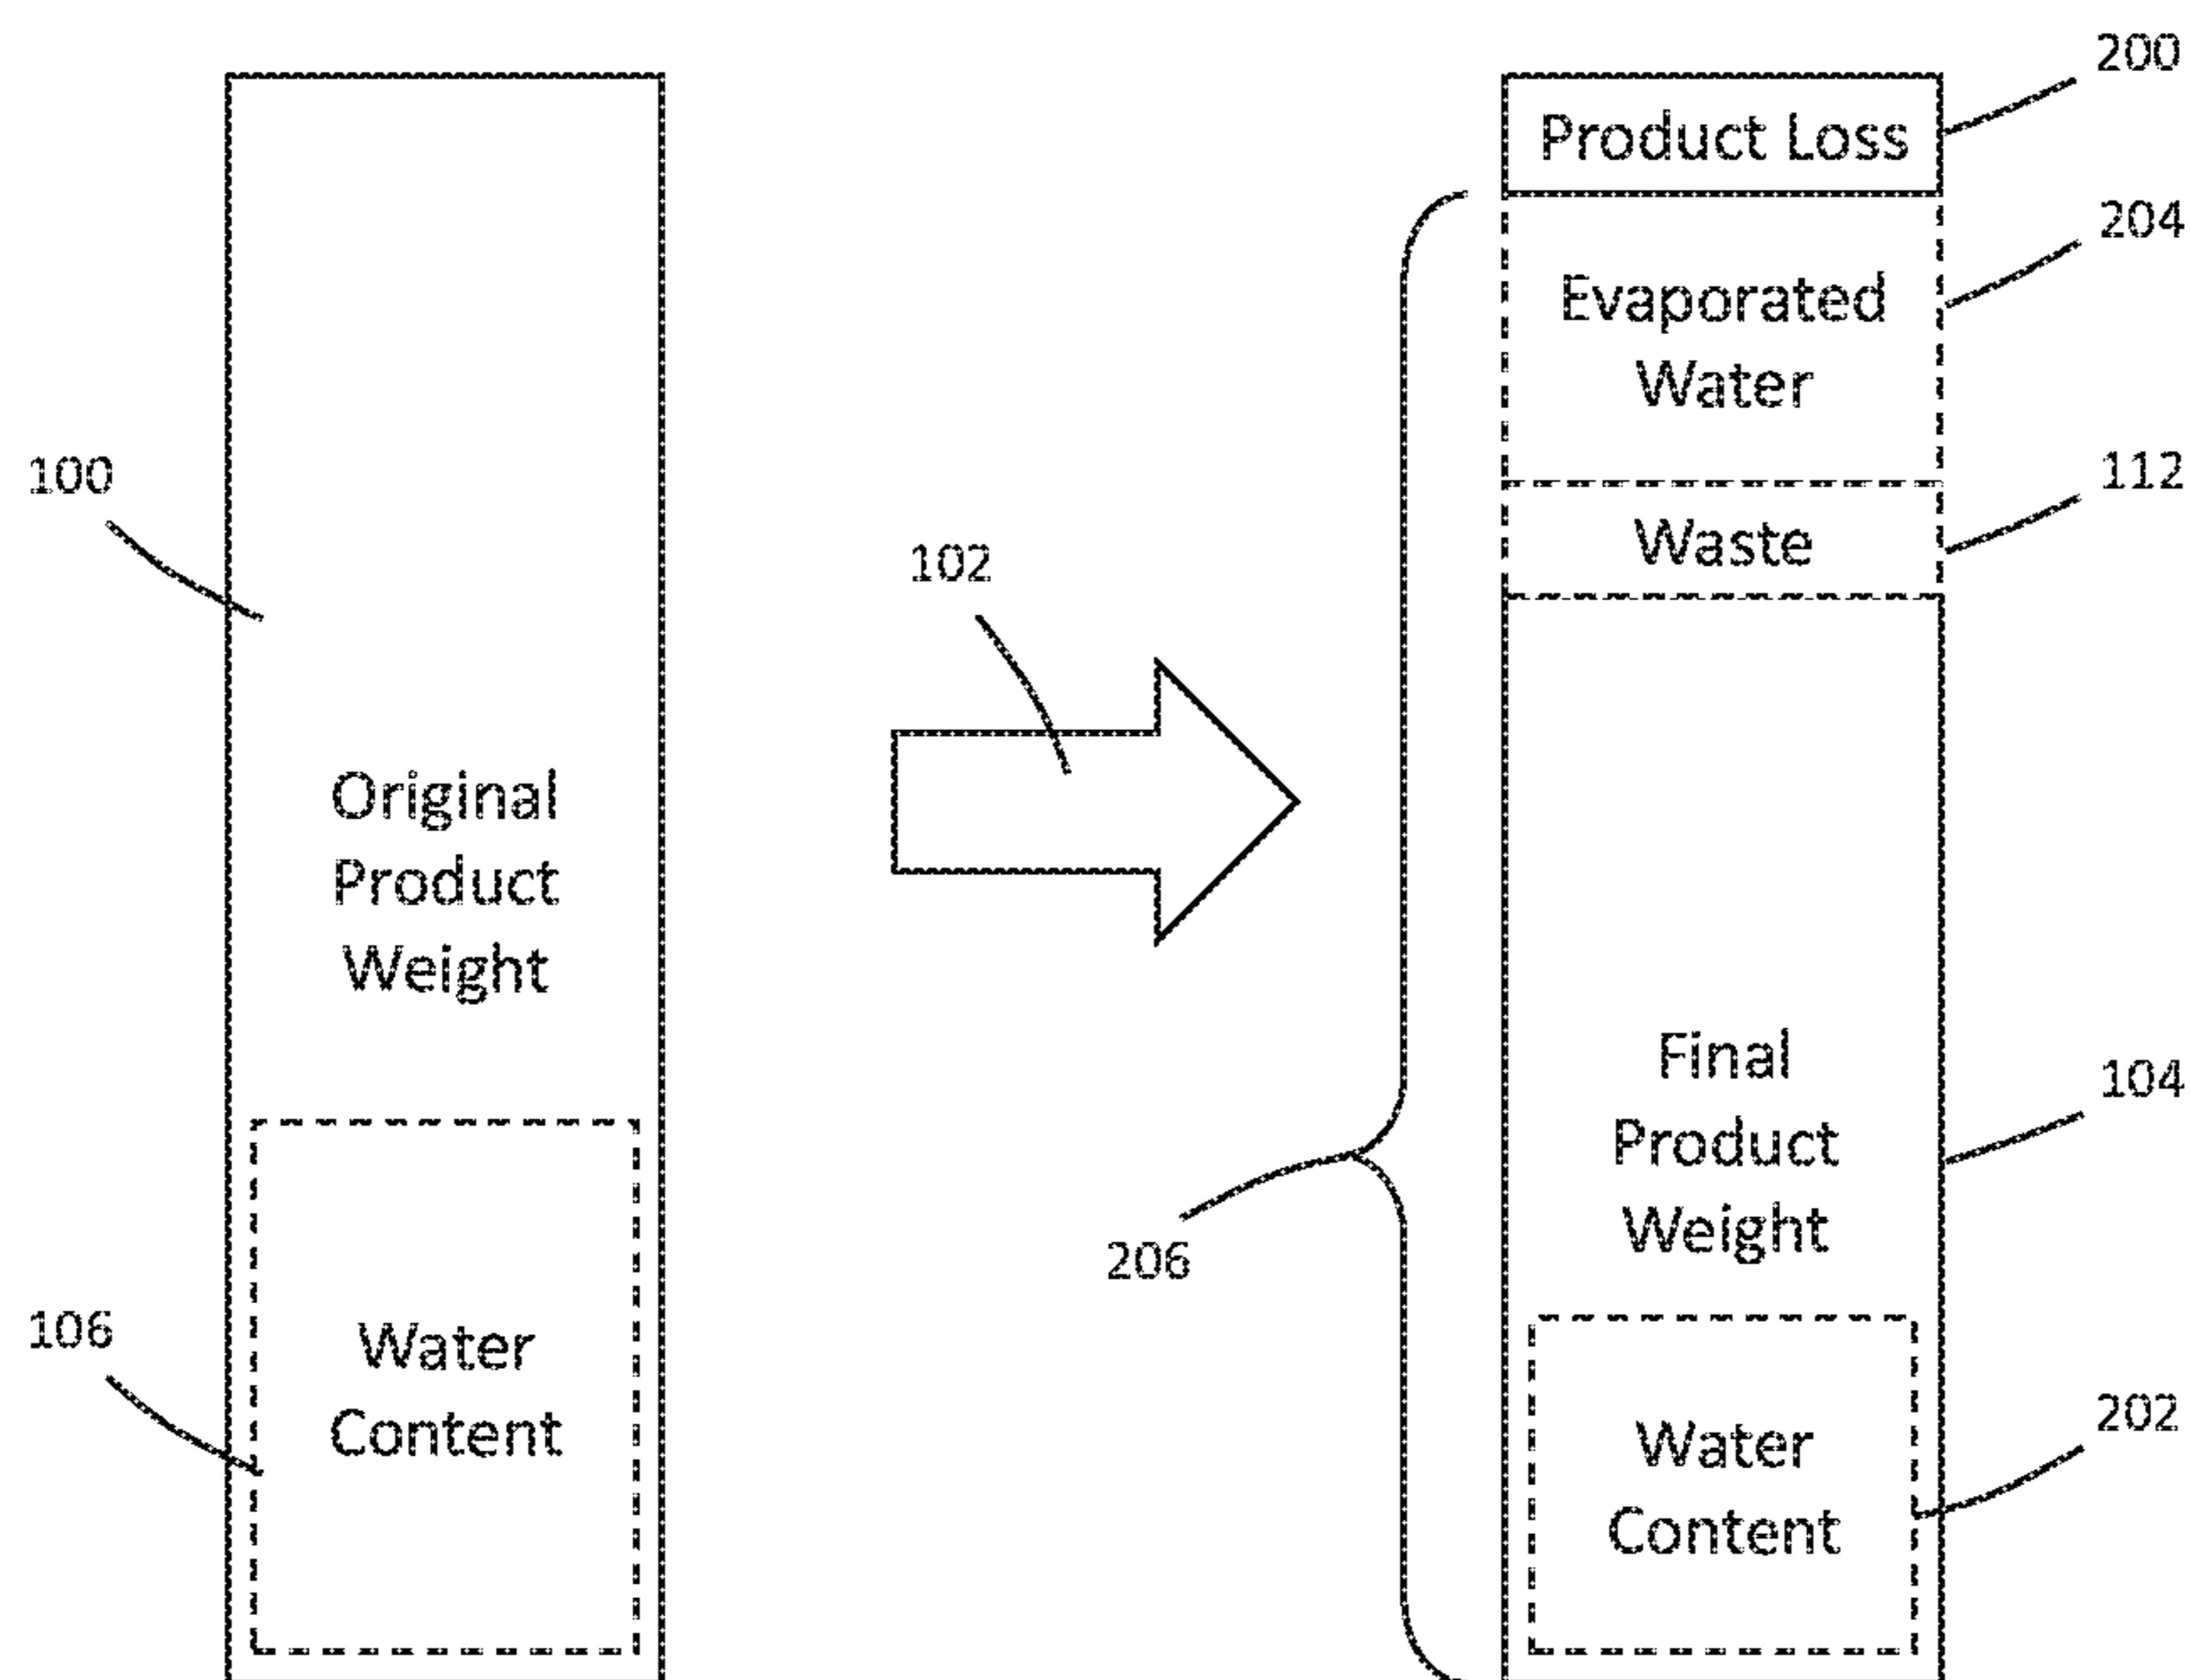 200
Product Loss
204
Evaporated
Water
112
Waste
100
102
Original
Product
Weight
Final
Product
Weight
104
206
106
Water
Content
Water
Content
202